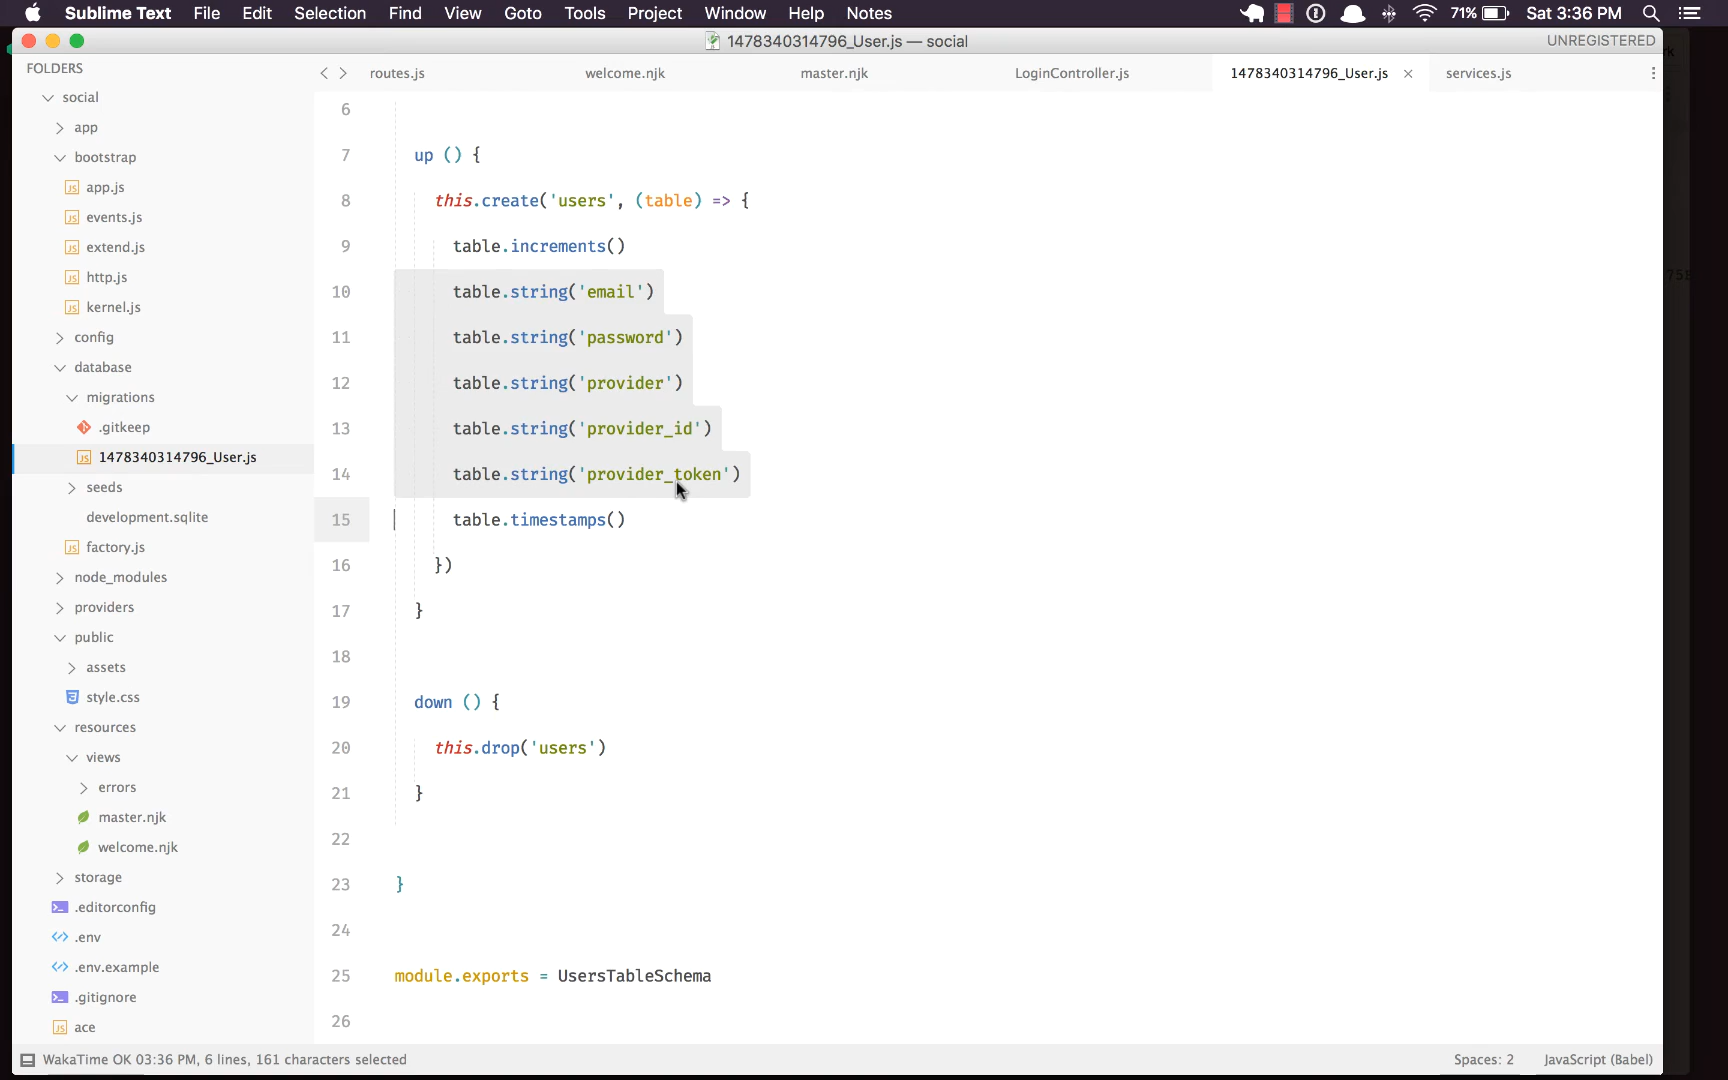 Sublime Text File Edit Selection Find View Goto Tools Project Window Help Notes 71% Sat 3:36 PM
1478340314796_User.js — social UNREGISTERED
FOLDERS
routes.js welcome.njk master.njk LoginController.js 1478340314796_User.js × services.js
social
app
bootstrap
app.js
events.js
extend.js
http.js
kernel.js
config
database
migrations
.gitkeep
1478340314796_User.js
seeds
development.sqlite
factory.js
node_modules
providers
public
assets
style.css
resources
views
errors
master.njk
welcome.njk
storage
.editorconfig
.env
.env.example
.gitignore
ace
6
7 up () {
8 this.create('users', (table) => {
9 table.increments()
10 table.string('email')
11 table.string('password')
12 table.string('provider')
13 table.string('provider_id')
14 table.string('provider_token')
15 table.timestamps()
16 })
17 }
18
19 down () {
20 this.drop('users')
21 }
22
23 }
24
25 module.exports = UsersTableSchema
26
WakaTime OK 03:36 PM, 6 lines, 161 characters selected Spaces: 2 JavaScript (Babel)